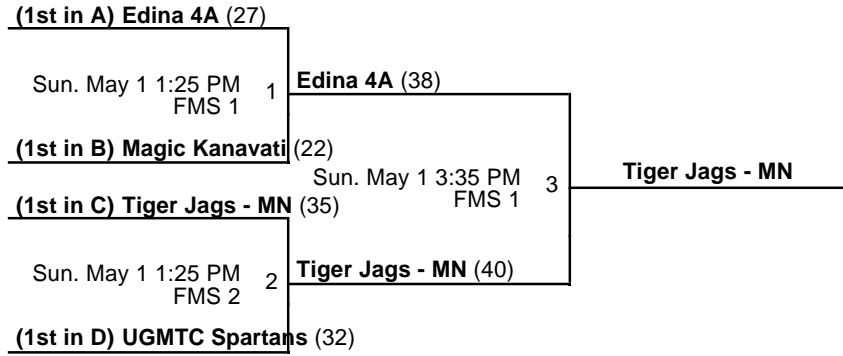 (1st in A) Edina 4A (27)
Sun. May 1 1:25 PM
FMS 1
1
Edina 4A (38)
(1st in B) Magic Kanavati (22)
Sun. May 1 3:35 PM
FMS 1
3
Tiger Jags - MN
(1st in C) Tiger Jags - MN (35)
Sun. May 1 1:25 PM
FMS 2
2
Tiger Jags - MN (40)
(1st in D) UGMTC Spartans (32)